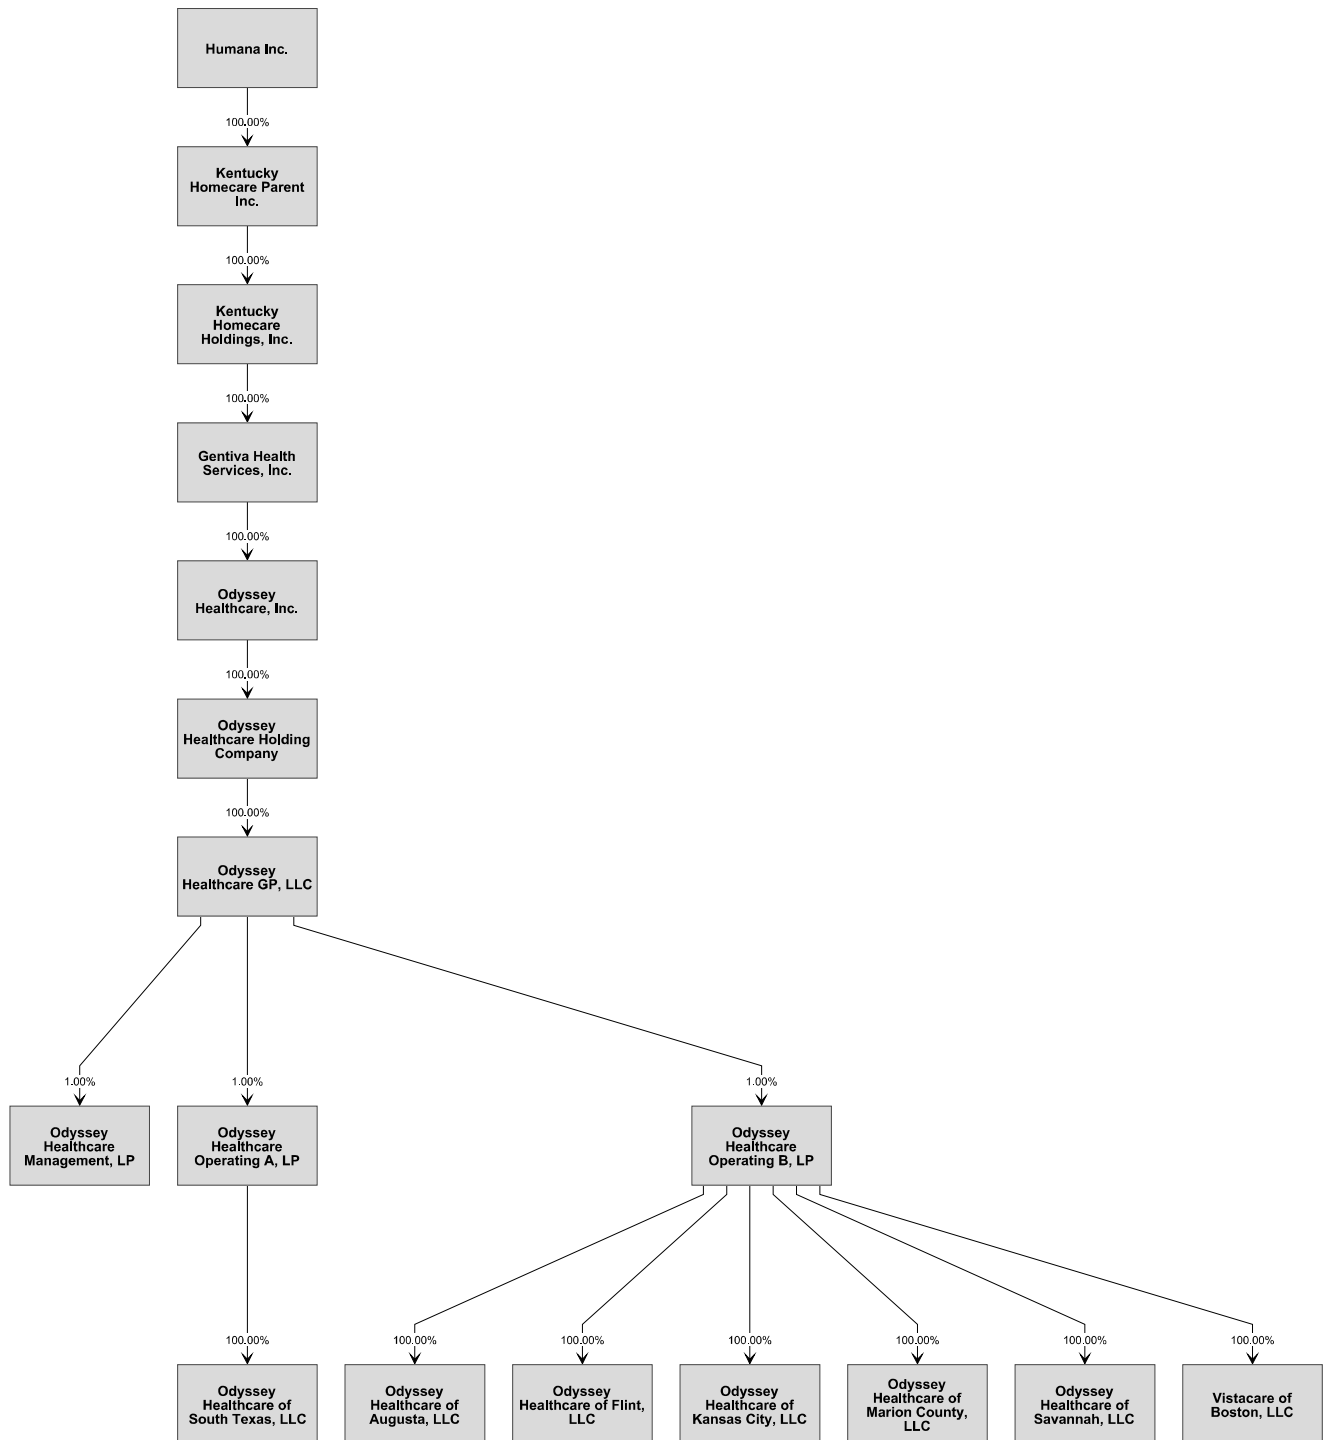 Humana Inc.
100.00%
Kentucky
Homecare Parent
Inc.
100.00%
Kentucky
Homecare
Holdings, Inc.
100.00%
Gentiva Health
Services, Inc.
100.00%
Odyssey
Healthcare, Inc.
100.00%
Odyssey
Healthcare Holding
Company
100.00%
Odyssey
Healthcare GP, LLC
1.00%
1.00%
1.00%
Odyssey
Healthcare
Management, LP
Odyssey
Healthcare
Operating A, LP
Odyssey
Healthcare
Operating B, LP
100.00%
100.00%
100.00%
100.00%
100.00%
100.00%
100.00%
Odyssey
Healthcare of
South Texas, LLC
Odyssey
Healthcare of
Augusta, LLC
Odyssey
Healthcare of Flint,
LLC
Odyssey
Healthcare of
Kansas City, LLC
Odyssey
Healthcare of
Marion County,
LLC
Odyssey
Healthcare of
Savannah, LLC
Vistacare of
Boston, LLC